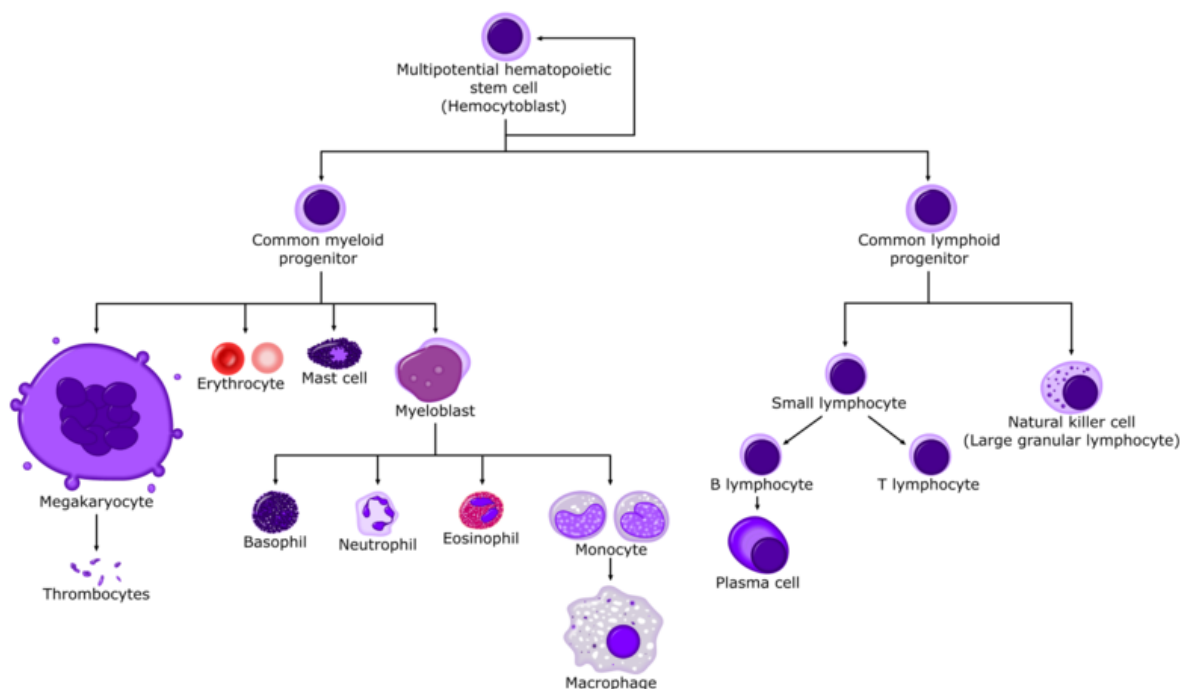 Multipotential hematopoietic
stem cell
(Hemocytoblast)
Common myeloid
progenitor
Common lymphoid
progenitor
Erythrocyte
Mast cell
Myeloblast
Small lymphocyte
Natural killer cell
(Large granular lymphocyte)
Megakaryocyte
B lymphocyte
T lymphocyte
Basophil
Neutrophil
Eosinophil
Monocyte
Thrombocytes
Plasma cell
Macrophage